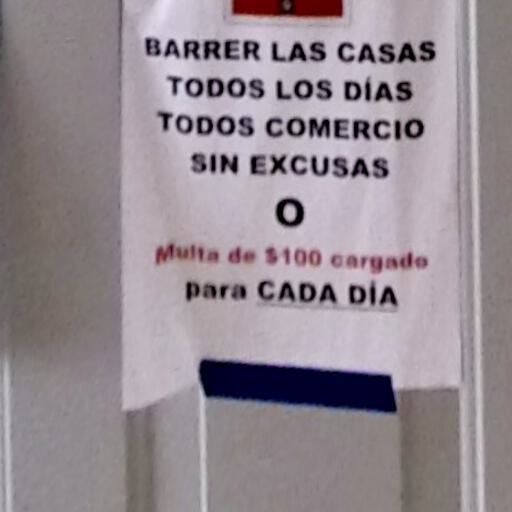 BARRER LAS CASAS
TODOS LOS DÍAS
TODOS COMERCIO
SIN EXCUSAS
O
Multa de $100 cargado
para CADA DÍA